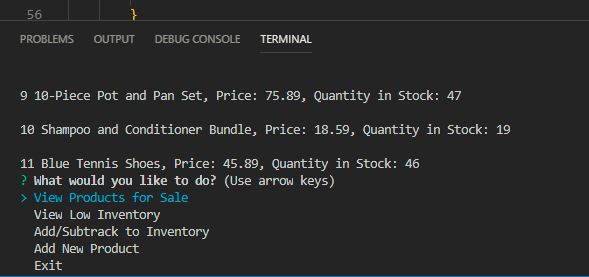 56 }
PROBLEMS OUTPUT DEBUG CONSOLE TERMINAL
9 10-Piece Pot and Pan Set, Price: 75.89, Quantity in Stock: 47
10 Shampoo and Conditioner Bundle, Price: 18.59, Quantity in Stock: 19
11 Blue Tennis Shoes, Price: 45.89, Quantity in Stock: 46
? What would you like to do? (Use arrow keys)
> View Products for Sale
View Low Inventory
Add/Subtrack to Inventory
Add New Product
Exit